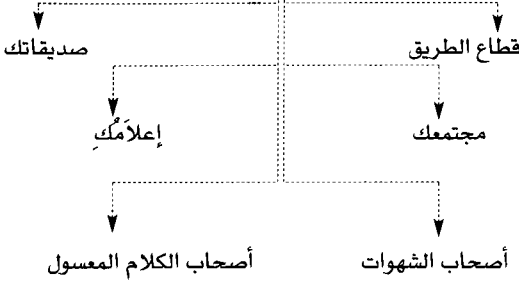 قطاع الطريق صديقاتك
مجتمعك إعلامُكِ
أصحاب الشهوات أصحاب الكلام المعسول